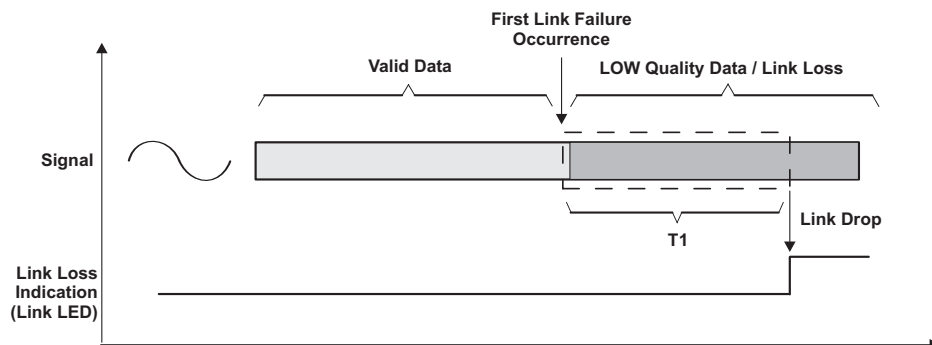 First Link Failure
Occurrence
Valid Data
LOW Quality Data / Link Loss
Signal
T1
Link Drop
Link Loss
Indication
(Link LED)